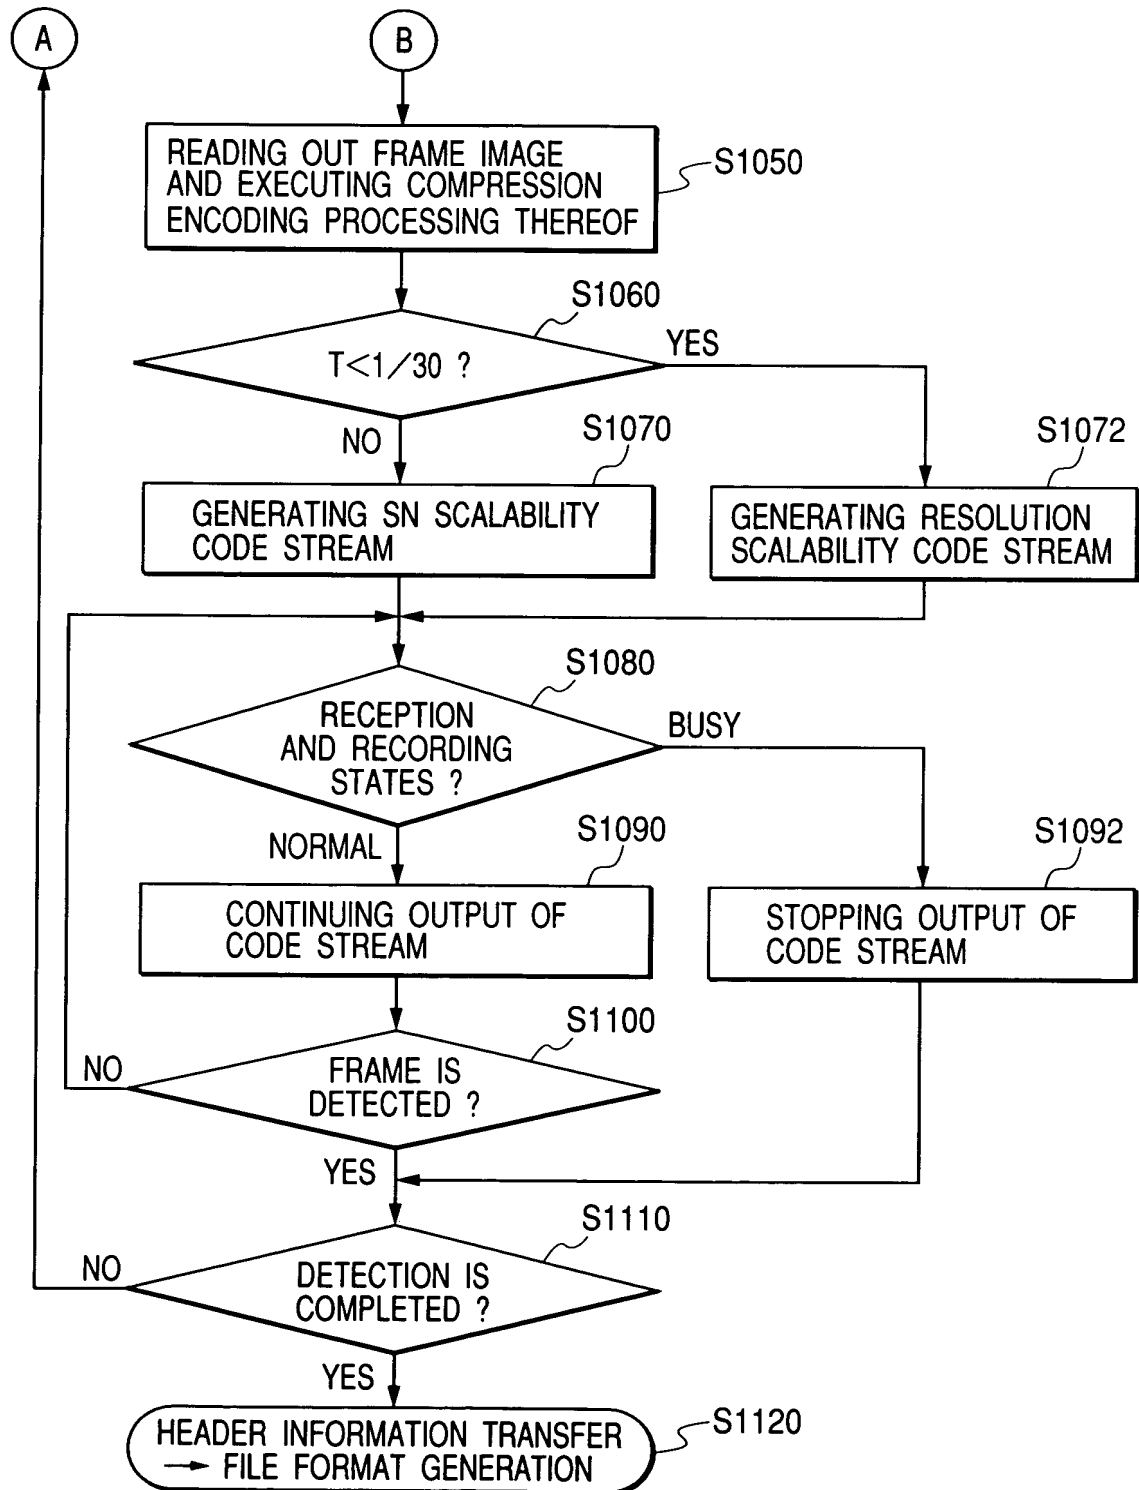 A
B
READING OUT FRAME IMAGE
AND EXECUTING COMPRESSION
ENCODING PROCESSING THEREOF
S1050
S1060
T<1/30 ?
YES
NO
S1070
S1072
GENERATING SN SCALABILITY
CODE STREAM
GENERATING RESOLUTION
SCALABILITY CODE STREAM
S1080
RECEPTION
AND RECORDING
STATES ?
BUSY
NORMAL
S1090
S1092
CONTINUING OUTPUT OF
CODE STREAM
STOPPING OUTPUT OF
CODE STREAM
S1100
FRAME IS
DETECTED ?
NO
YES
S1110
DETECTION IS
COMPLETED ?
NO
YES
S1120
HEADER INFORMATION TRANSFER
→ FILE FORMAT GENERATION